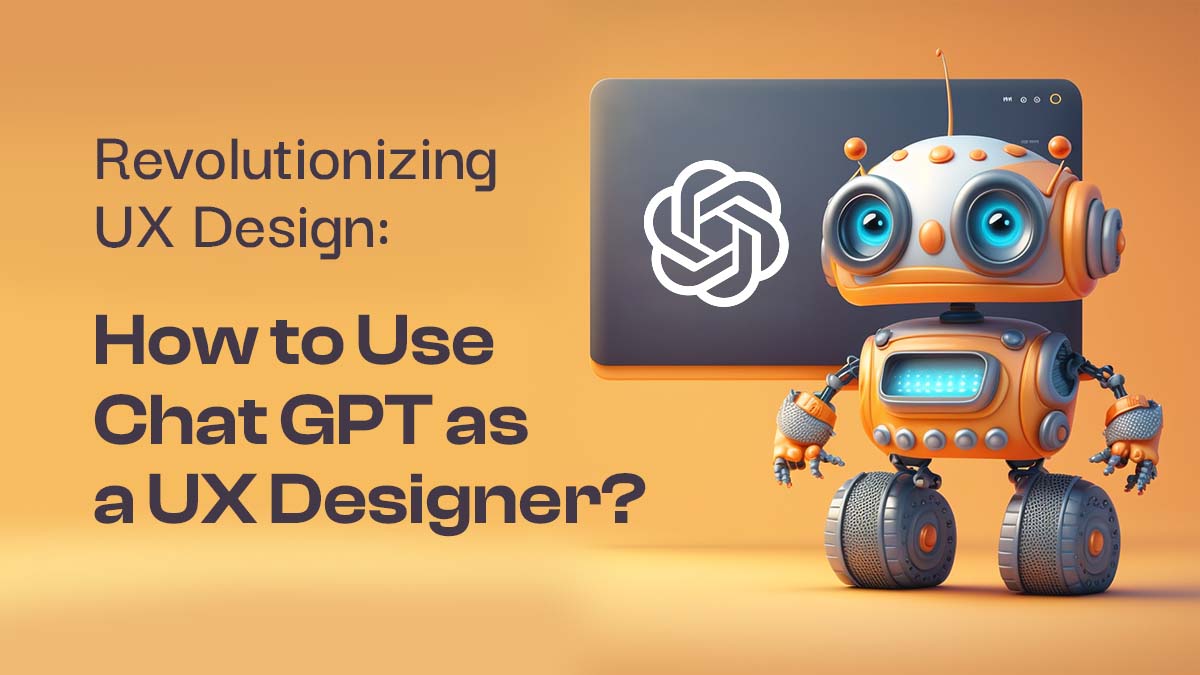 Revolutionizing
UX Design:
How to Use
Chat GPT as
a UX Designer?